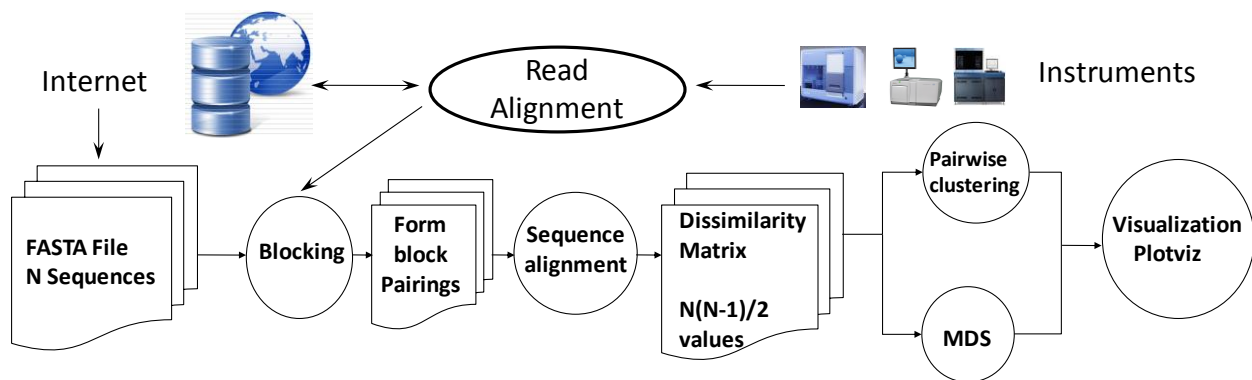 Internet
Read
Alignment
Instruments
FASTA File
N Sequences
Blocking
Form
block
Pairings
Sequence
alignment
Dissimilarity
Matrix
N(N-1)/2
values
Pairwise
clustering
MDS
Visualization
Plotviz